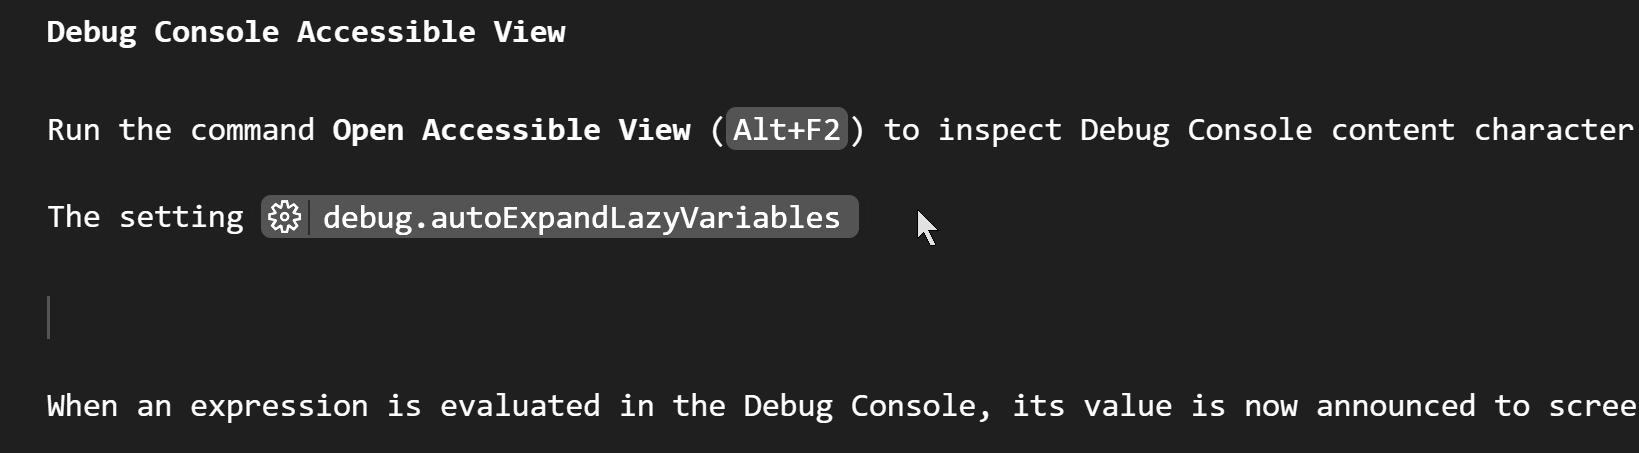 Debug Console Accessible View
Run the command Open Accessible View (Alt+F2) to inspect Debug Console content character
The setting debug.autoExpandLazyVariables
When an expression is evaluated in the Debug Console, its value is now announced to scree